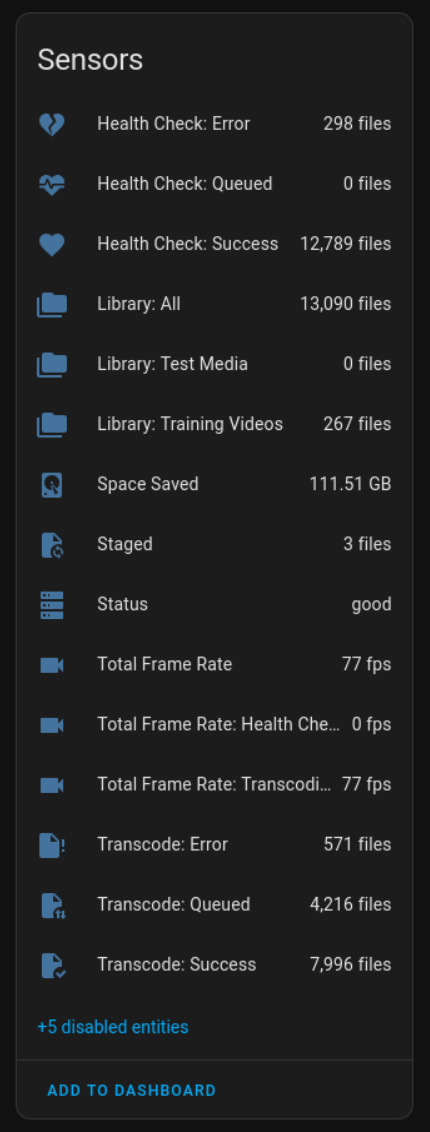 Sensors
Health Check: Error 298 files
Health Check: Queued 0 files
Health Check: Success 12,789 files
Library: All 13,090 files
Library: Test Media 0 files
Library: Training Videos 267 files
Space Saved 111.51 GB
Staged 3 files
Status good
Total Frame Rate 77 fps
Total Frame Rate: Health Che... 0 fps
Total Frame Rate: Transcodi... 77 fps
Transcode: Error 571 files
Transcode: Queued 4,216 files
Transcode: Success 7,996 files
+5 disabled entities
ADD TO DASHBOARD